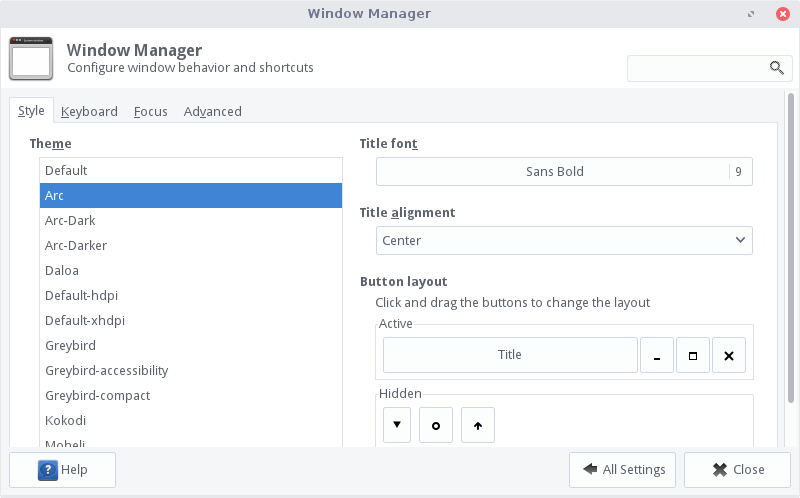 Window Manager
Window Manager
Configure window behavior and shortcuts
Style Keyboard Focus Advanced
Theme
Default
Arc
Arc-Dark
Arc-Darker
Daloa
Default-hdpi
Default-xhdpi
Greybird
Greybird-accessibility
Greybird-compact
Kokodi
Moheli
Title font
Sans Bold 9
Title alignment
Center
Button layout
Click and drag the buttons to change the layout
Active
Title
Hidden
Help
All Settings
Close